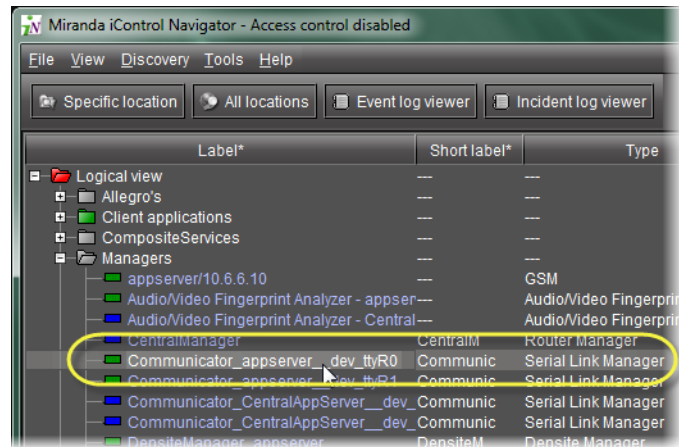 Miranda iControl Navigator - Access control disabled
File View Discovery Tools Help
Specific location All locations Event log viewer Incident log viewer
Label* Short label* Type
Logical view --- ---
Allegro's --- ---
Client applications --- ---
CompositeServices --- ---
Managers --- ---
appserver/10.6.6.10 --- GSM
Audio/Video Fingerprint Analyzer - appser --- Audio/Video Fingerprin
Audio/Video Fingerprint Analyzer - Central --- Audio/Video Fingerprin
CentralManager CentralM Router Manager
Communicator_appserver__dev_ttyR0 Communic Serial Link Manager
Communicator_appserver__dev_ttyR1 Communic Serial Link Manager
Communicator_CentralAppServer__dev_ Communic Serial Link Manager
Communicator_CentralAppServer__dev_ Communic Serial Link Manager
DensiteManager_appserver DensiteM Densite Manager